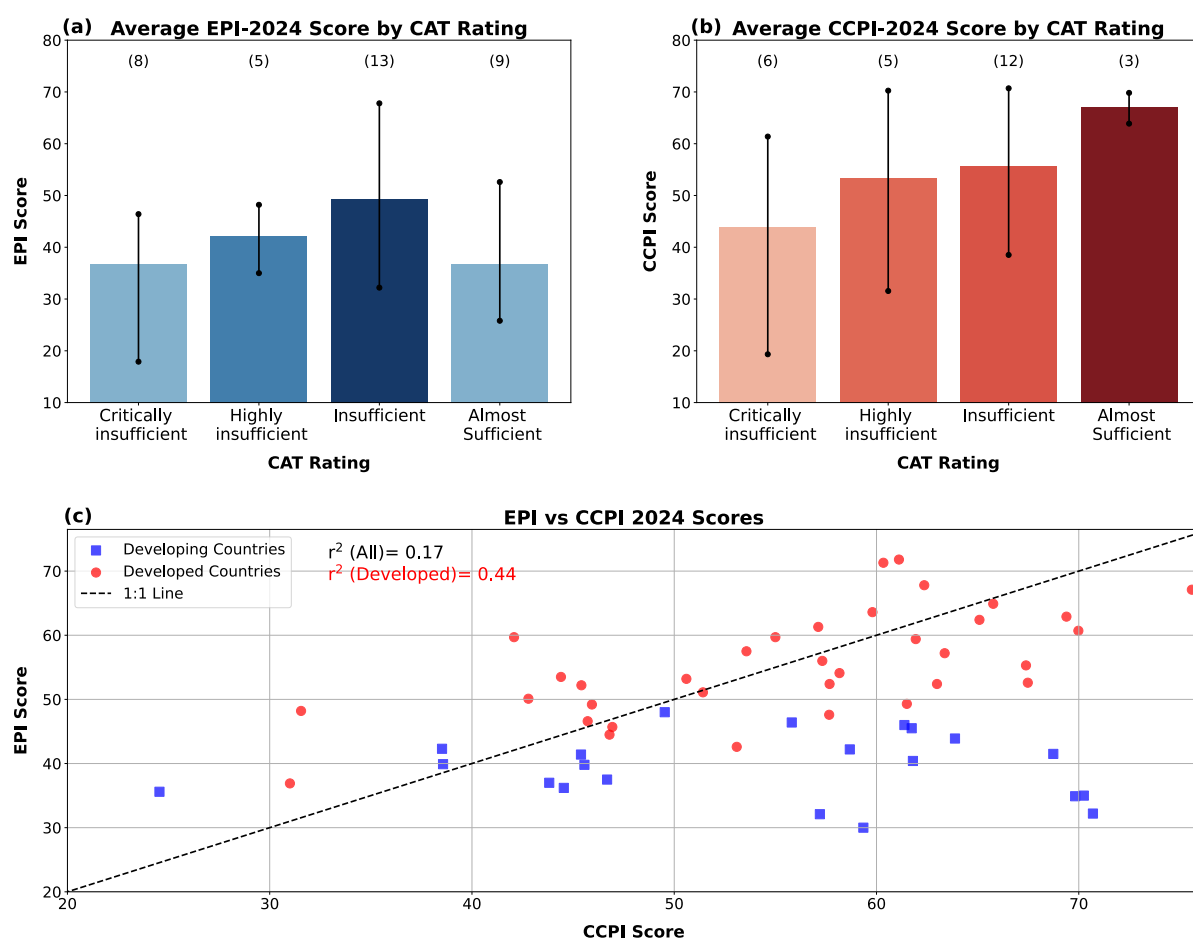 (a) Average EPI-2024 Score by CAT Rating
80
70
60
50
40
30
20
10
EPI Score
(8) (5) (13) (9)
Critically insufficient
Highly insufficient
Insufficient
Almost Sufficient
CAT Rating
(b) Average CCPI-2024 Score by CAT Rating
80
70
60
50
40
30
20
10
CCPI Score
(6) (5) (12) (3)
Critically insufficient
Highly insufficient
Insufficient
Almost Sufficient
CAT Rating
(c) EPI vs CCPI 2024 Scores
Developing Countries
Developed Countries
1:1 Line
r² (All)= 0.17
r² (Developed)= 0.44
70
60
50
40
30
20
EPI Score
20 30 40 50 60 70
CCPI Score